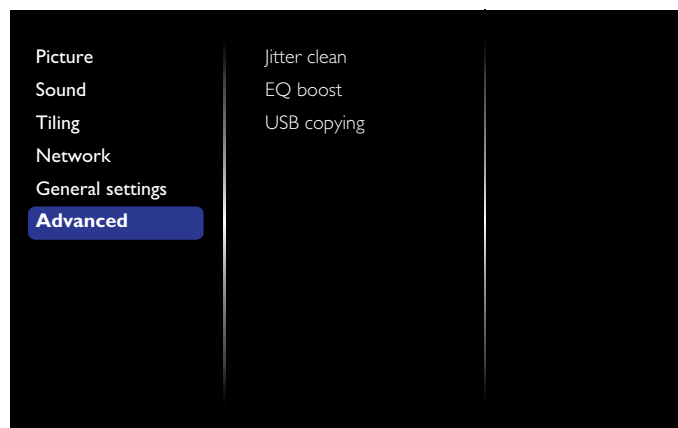 Picture
Sound
Tiling
Network
General settings
Advanced
Jitter clean
EQ boost
USB copying